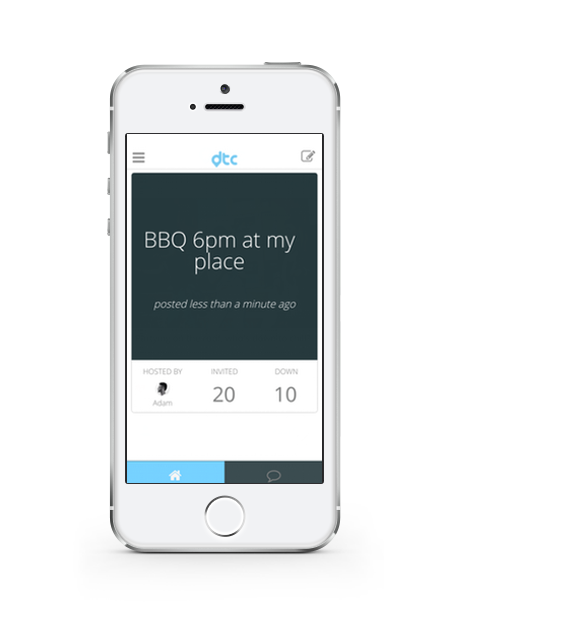 dtc
BBQ 6pm at my
place
posted less than a minute ago
HOSTED BY INVITED DOWN
20 10
Adam